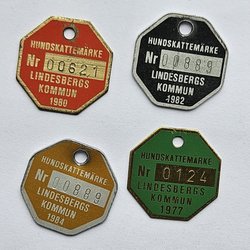 HUNDSKATTEMÄRKE
Nr 00621
LINDESBERGS
KOMMUN
1980
HUNDSKATTEMÄRKE
Nr 00889
LINDESBERGS
KOMMUN
1982
HUNDSKATTEMÄRKE
Nr 00889
LINDESBERGS
KOMMUN
1984
HUNDSKATTEMÄRKE
Nr 0124
LINDESBERGS
KOMMUN
1977